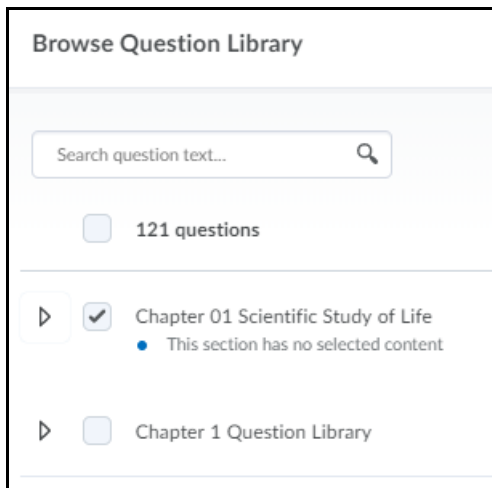 Browse Question Library
Search question text...
121 questions
Chapter 01 Scientific Study of Life
This section has no selected content
Chapter 1 Question Library